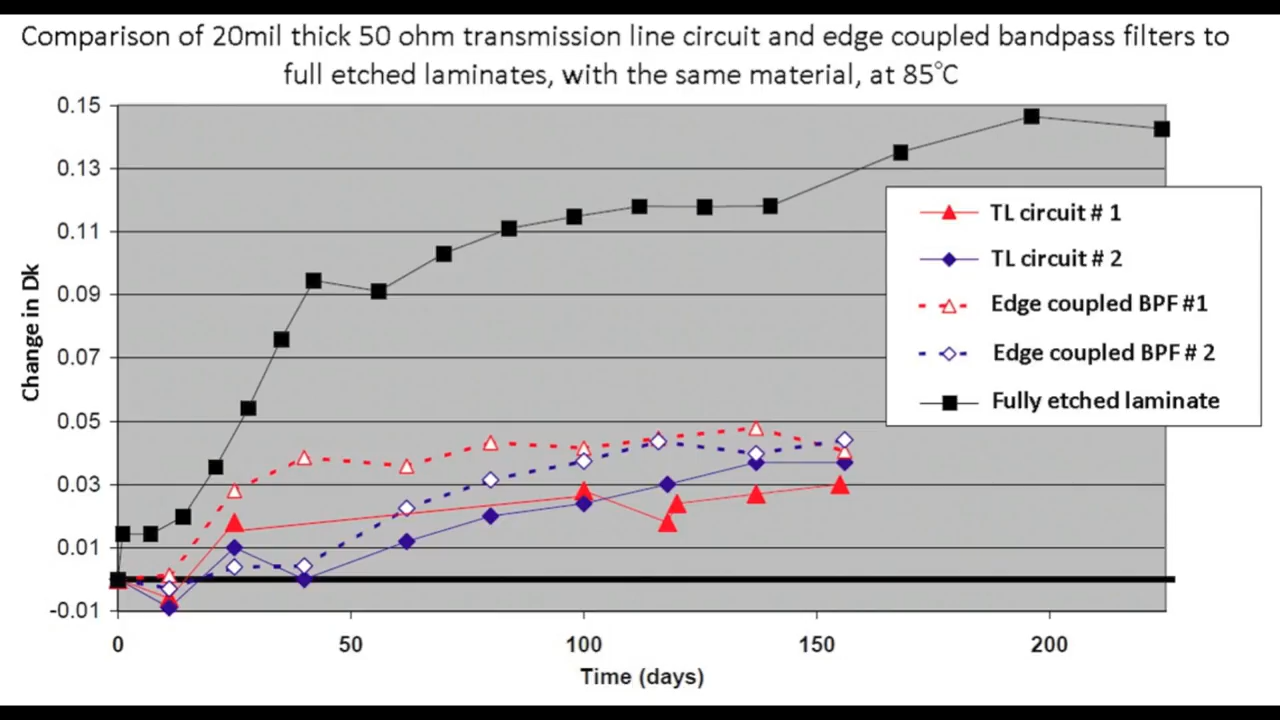 Comparison of 20mil thick 50 ohm transmission line circuit and edge coupled bandpass filters to
full etched laminates, with the same material, at 85°C
0.15
0.13
0.11
0.09
0.07
0.05
0.03
0.01
-0.01
Change in Dk
TL circuit # 1
TL circuit # 2
Edge coupled BPF #1
Edge coupled BPF # 2
Fully etched laminate
0 50 100 150 200
Time (days)